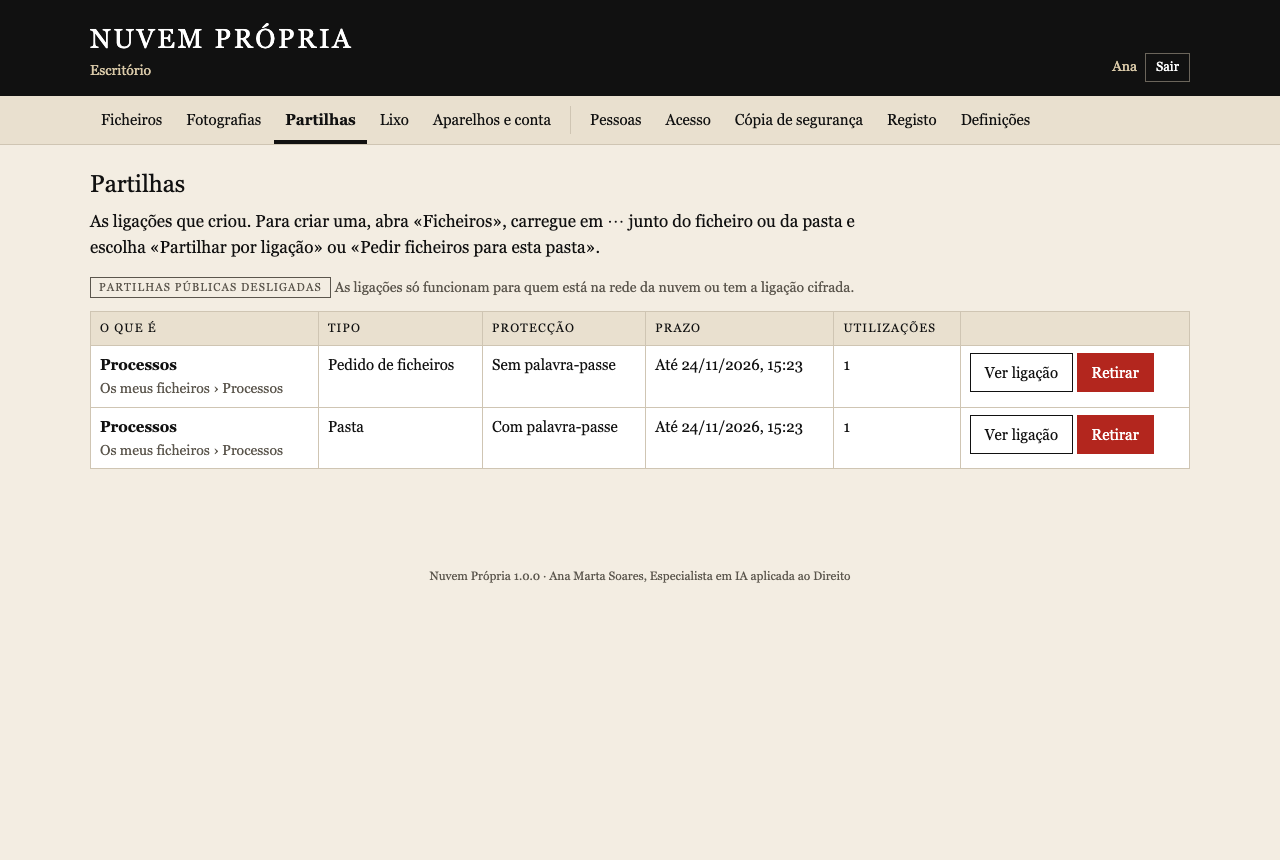 NUVEM PRÓPRIA
Escritório
Ana Sair
Ficheiros Fotografias Partilhas Lixo Aparelhos e conta Pessoas Acesso Cópia de segurança Registo Definições
Partilhas
As ligações que criou. Para criar uma, abra «Ficheiros», carregue em ··· junto do ficheiro ou da pasta e
escolha «Partilhar por ligação» ou «Pedir ficheiros para esta pasta».
PARTILHAS PÚBLICAS DESLIGADAS As ligações só funcionam para quem está na rede da nuvem ou tem a ligação cifrada.
O QUE É TIPO PROTECÇÃO PRAZO UTILIZAÇÕES
Processos Pedido de ficheiros Sem palavra-passe Até 24/11/2026, 15:23 1 Ver ligação Retirar
Os meus ficheiros › Processos
Processos Pasta Com palavra-passe Até 24/11/2026, 15:23 1 Ver ligação Retirar
Os meus ficheiros › Processos
Nuvem Própria 1.0.0 · Ana Marta Soares, Especialista em IA aplicada ao Direito